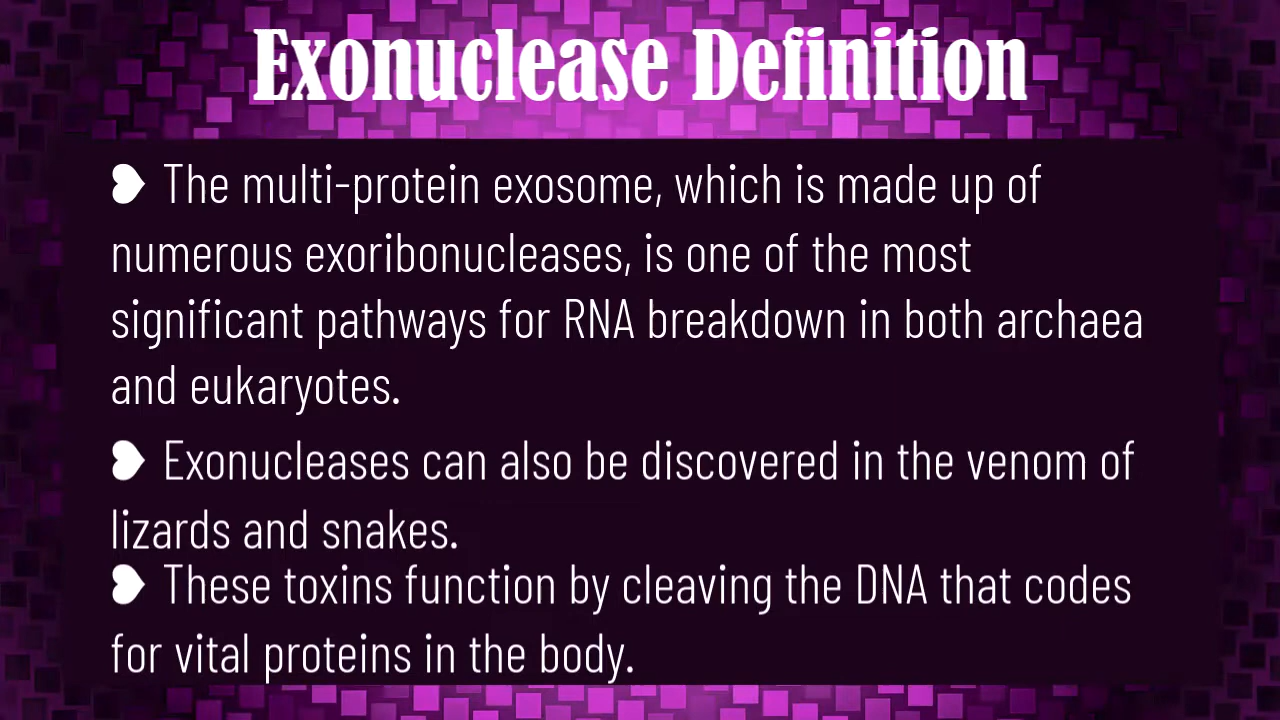 Exonuclease Definition
❥ The multi-protein exosome, which is made up of
numerous exoribonucleases, is one of the most
significant pathways for RNA breakdown in both archaea
and eukaryotes.
❥ Exonucleases can also be discovered in the venom of
lizards and snakes.
❥ These toxins function by cleaving the DNA that codes
for vital proteins in the body.